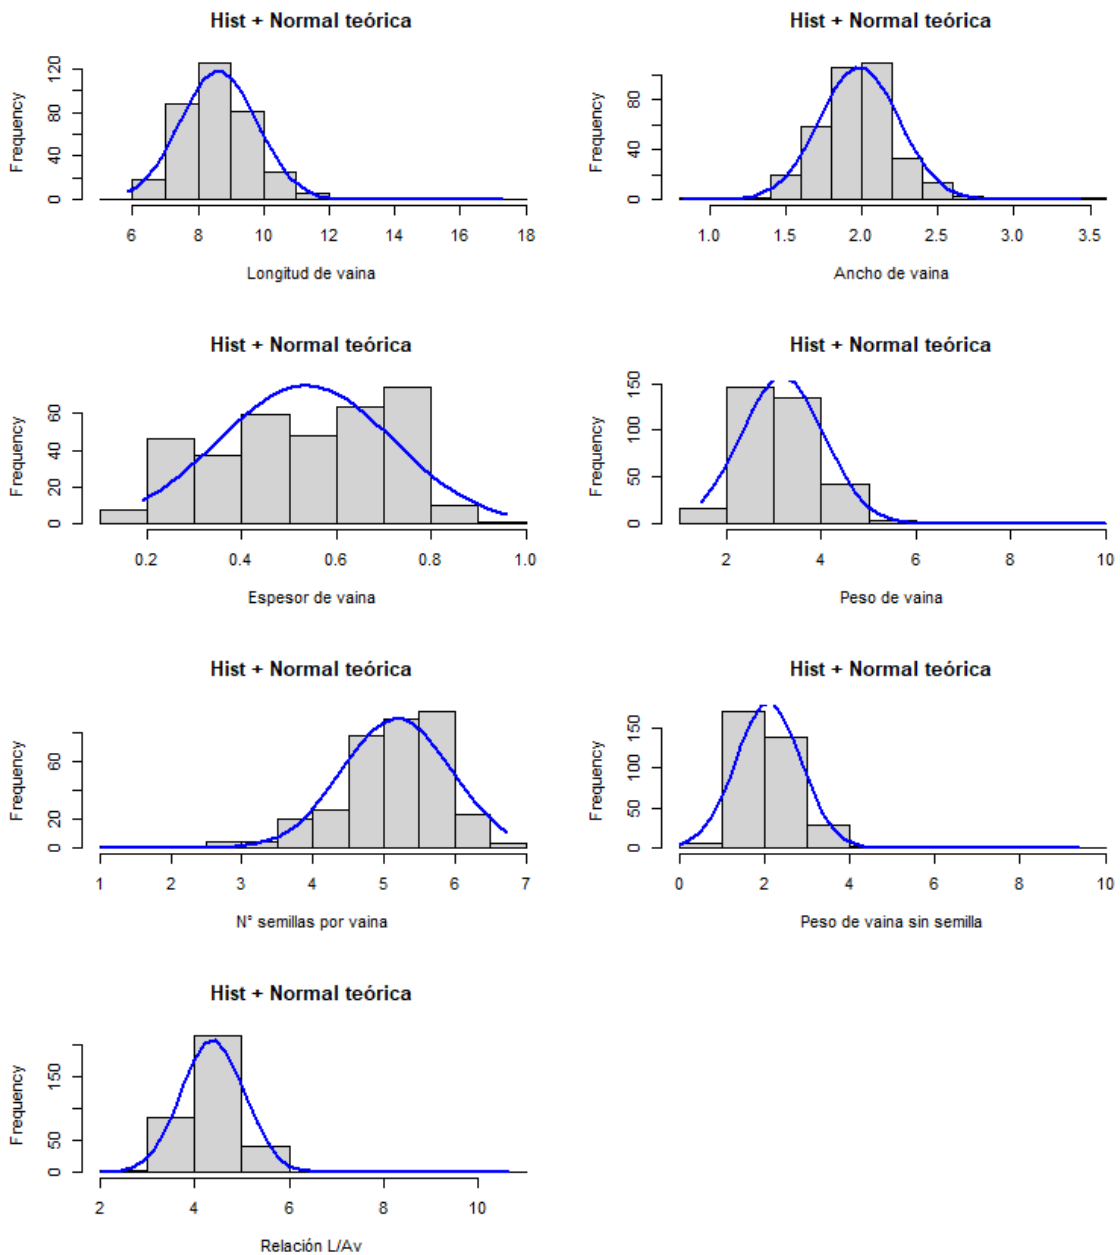 Hist + Normal teórica
Frequency
0 40 80 120
6 8 10 12 14 16 18
Longitud de vaina
Hist + Normal teórica
Frequency
0 40 80
1.0 1.5 2.0 2.5 3.0 3.5
Ancho de vaina
Hist + Normal teórica
Frequency
0 20 40 60
0.2 0.4 0.6 0.8 1.0
Espesor de vaina
Hist + Normal teórica
Frequency
0 50 100 150
2 4 6 8 10
Peso de vaina
Hist + Normal teórica
Frequency
0 20 60
1 2 3 4 5 6 7
N° semillas por vaina
Hist + Normal teórica
Frequency
0 50 100 150
0 2 4 6 8 10
Peso de vaina sin semilla
Hist + Normal teórica
Frequency
0 50 150
2 4 6 8 10
Relación L/Av